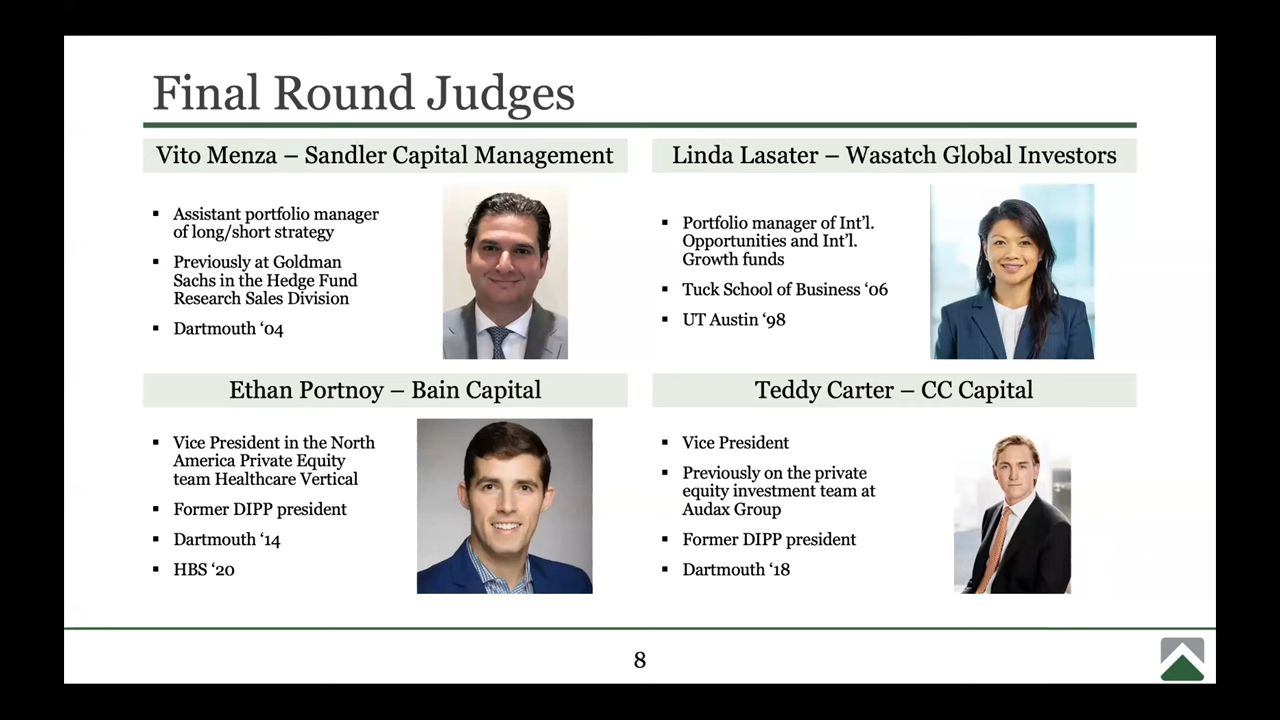 Final Round Judges
Vito Menza – Sandler Capital Management
▪ Assistant portfolio manager
of long/short strategy
▪ Previously at Goldman
Sachs in the Hedge Fund
Research Sales Division
▪ Dartmouth ‘04
Linda Lasater – Wasatch Global Investors
▪ Portfolio manager of Int’l.
Opportunities and Int’l.
Growth funds
▪ Tuck School of Business ‘06
▪ UT Austin ‘98
Ethan Portnoy – Bain Capital
▪ Vice President in the North
America Private Equity
team Healthcare Vertical
▪ Former DIPP president
▪ Dartmouth ‘14
▪ HBS ‘20
Teddy Carter – CC Capital
▪ Vice President
▪ Previously on the private
equity investment team at
Audax Group
▪ Former DIPP president
▪ Dartmouth ‘18
8